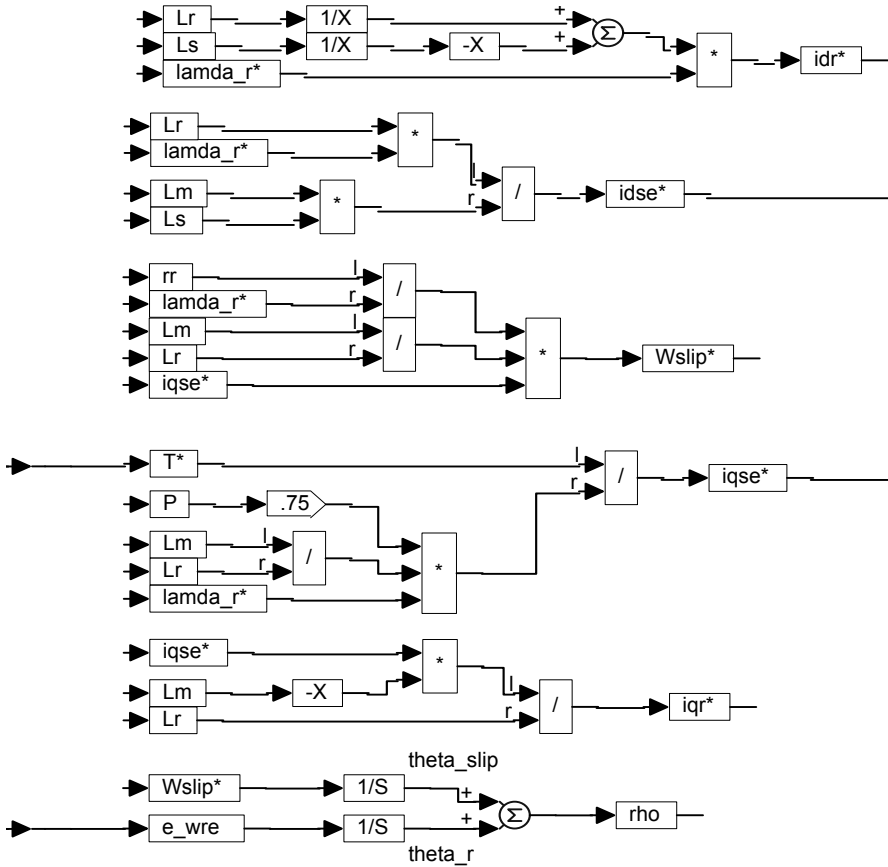 Lr 1/X +
Ls 1/X -X + Σ
lamda_r* * idr*
Lr *
lamda_r* l
/ idse*
Lm * r
Ls
rr l /
lamda_r* r
Lm l / * Wslip*
Lr r
iqse*
T* l / iqse*
r
P .75
Lm l / *
Lr r
lamda_r*
iqse* *
Lm -X l / iqr*
Lr r
theta_slip
Wslip* 1/S +
Σ rho
e_wre 1/S +
theta_r